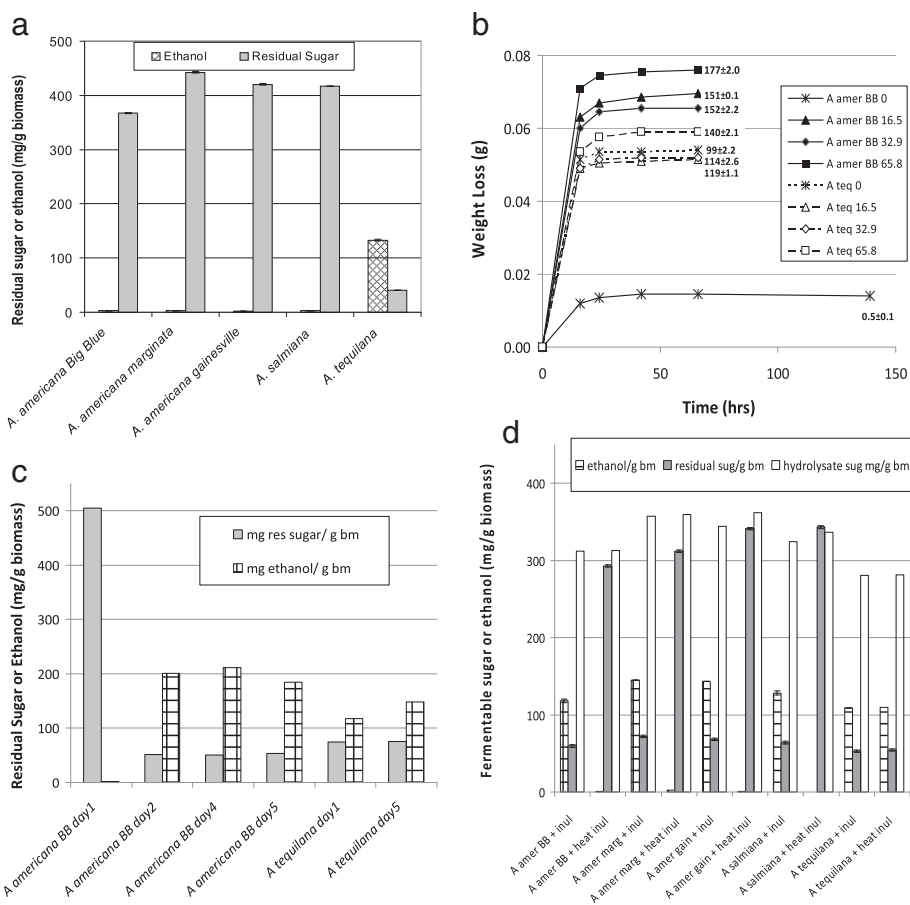 a
Residual sugar or ethanol (mg/g biomass)
500
400
300
200
100
0
Ethanol
Residual Sugar
A. americana Big Blue
A. americana marginata
A. americana gainesville
A. salmiana
A. tequilana
b
Weight Loss (g)
0.08
0.06
0.04
0.02
0.00
0
50
100
150
Time (hrs)
177±2.0
151±0.1
152±2.2
140±2.1
99±2.2
114±2.6
119±1.1
0.5±0.1
A amer BB 0
A amer BB 16.5
A amer BB 32.9
A amer BB 65.8
A teq 0
A teq 16.5
A teq 32.9
A teq 65.8
c
Residual Sugar or Ethanol (mg/g biomass)
500
400
300
200
100
0
mg res sugar/ g bm
mg ethanol/ g bm
A americana BB day1
A americana BB day2
A americana BB day4
A americana BB day5
A tequilana day1
A tequilana day5
d
Fermentable sugar or ethanol (mg/g biomass)
400
300
200
100
0
ethanol/g bm
residual sug/g bm
hydrolysate sug mg/g bm
A amer BB + inul
A amer BB + heat inul
A amer marg + inul
A amer marg + heat inul
A amer gain + inul
A amer gain + heat inul
A salmiana + inul
A salmiana + heat inul
A tequilana + inul
A tequilana + heat inul